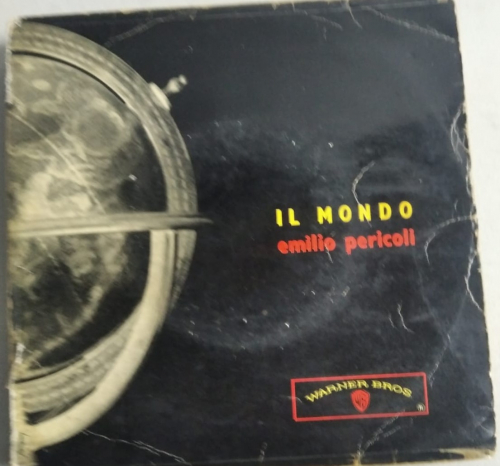 IL MONDO
emilio pericoli
WARNER BROS